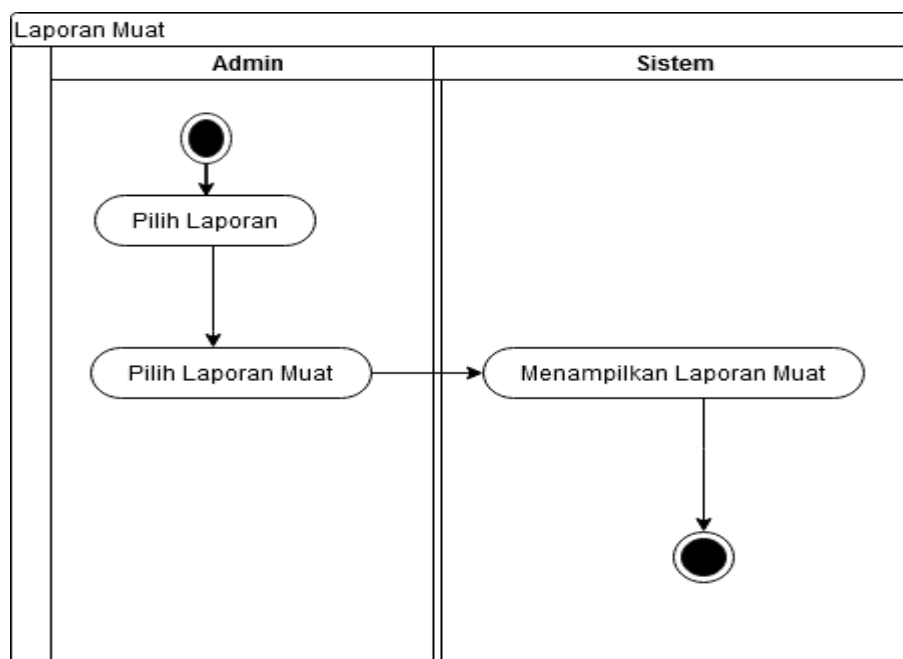 Laporan Muat
Admin
Sistem
Pilih Laporan
Pilih Laporan Muat
Menampilkan Laporan Muat